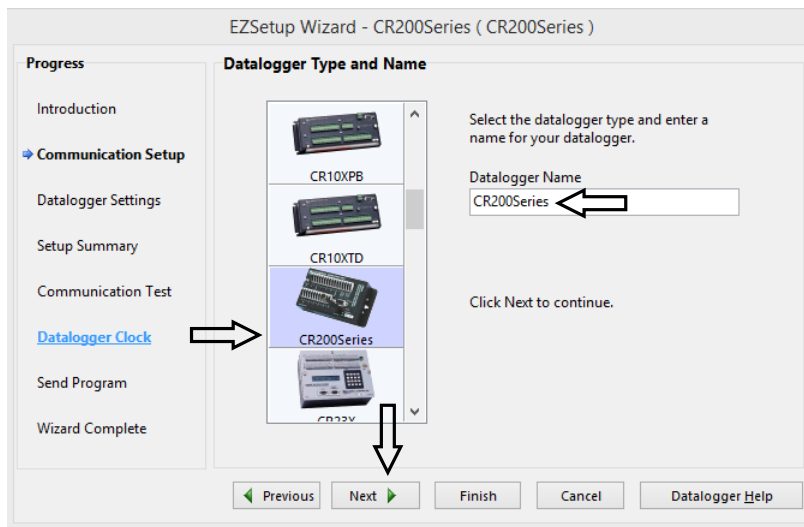 EZSetup Wizard - CR200Series ( CR200Series )
Progress
Introduction
Communication Setup
Datalogger Settings
Setup Summary
Communication Test
Datalogger Clock
Send Program
Wizard Complete
Datalogger Type and Name
CR10XPB
CR10XTD
CR200Series
CR23X
Select the datalogger type and enter a
name for your datalogger.
Datalogger Name
CR200Series
Click Next to continue.
Previous
Next
Finish
Cancel
Datalogger Help